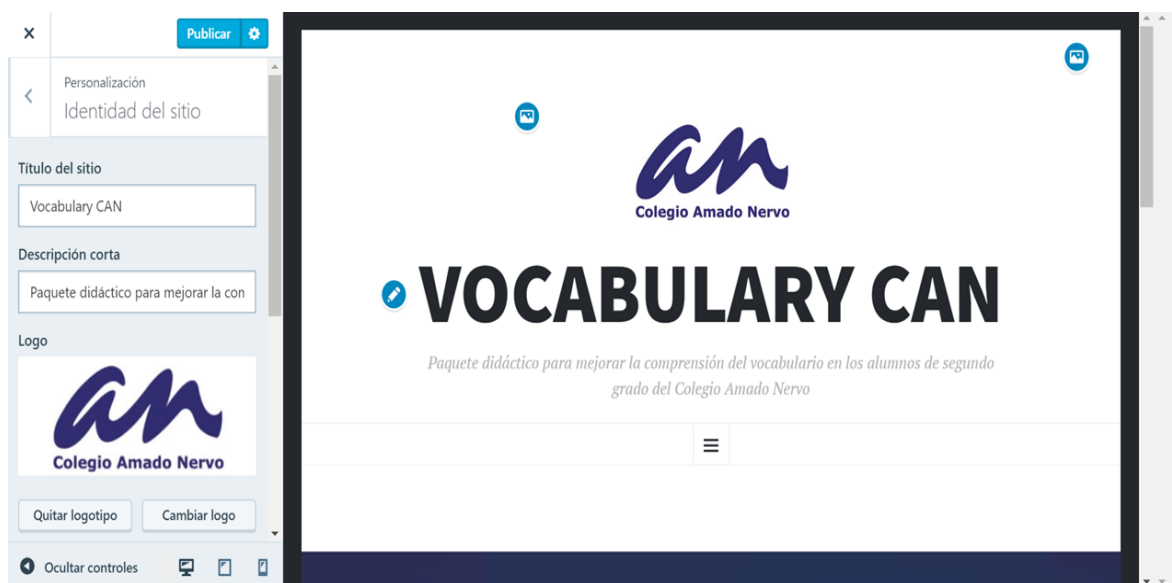 Publicar
Personalización
Identidad del sitio
Título del sitio
Vocabulary CAN
Descripción corta
Paquete didáctico para mejorar la con
Logo
an
Colegio Amado Nervo
Quitar logotipo
Cambiar logo
Ocultar controles
an
Colegio Amado Nervo
VOCABULARY CAN
Paquete didáctico para mejorar la comprensión del vocabulario en los alumnos de segundo
grado del Colegio Amado Nervo